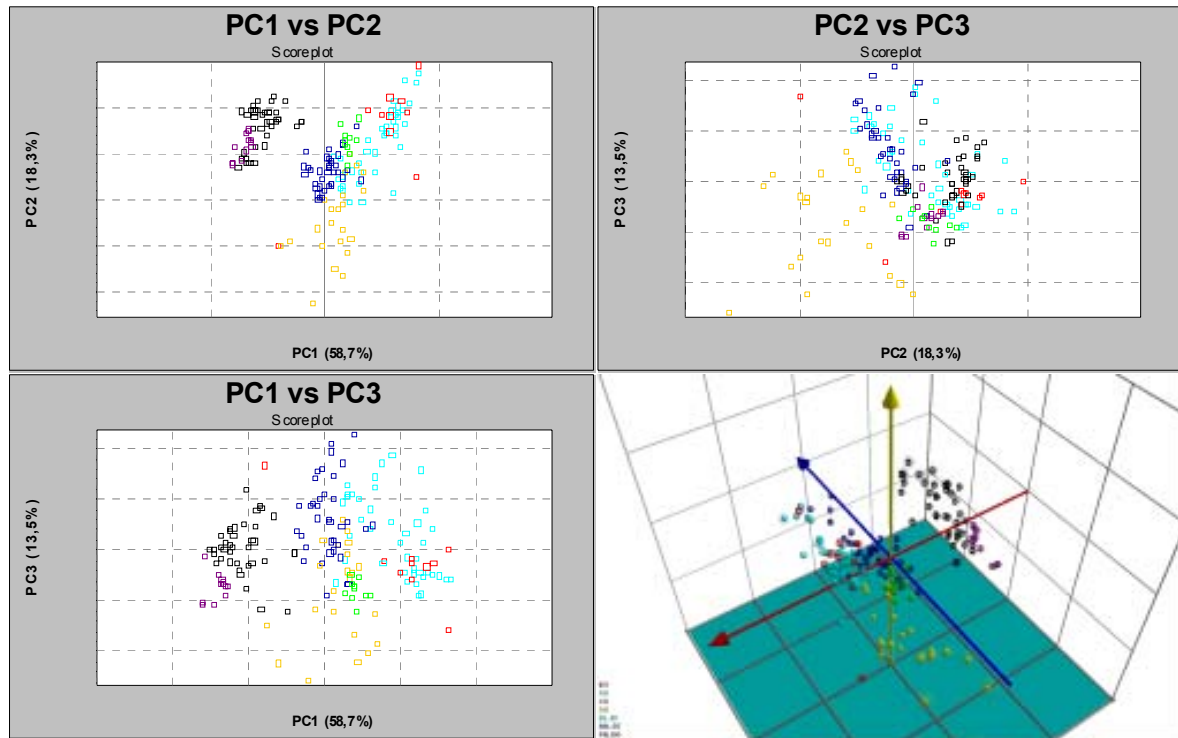 PC1 vs PC2
Scoreplot
PC2 (18,3%)
PC1 (58,7%)
PC2 vs PC3
Scoreplot
PC3 (13,5%)
PC2 (18,3%)
PC1 vs PC3
Scoreplot
PC3 (13,5%)
PC1 (58,7%)